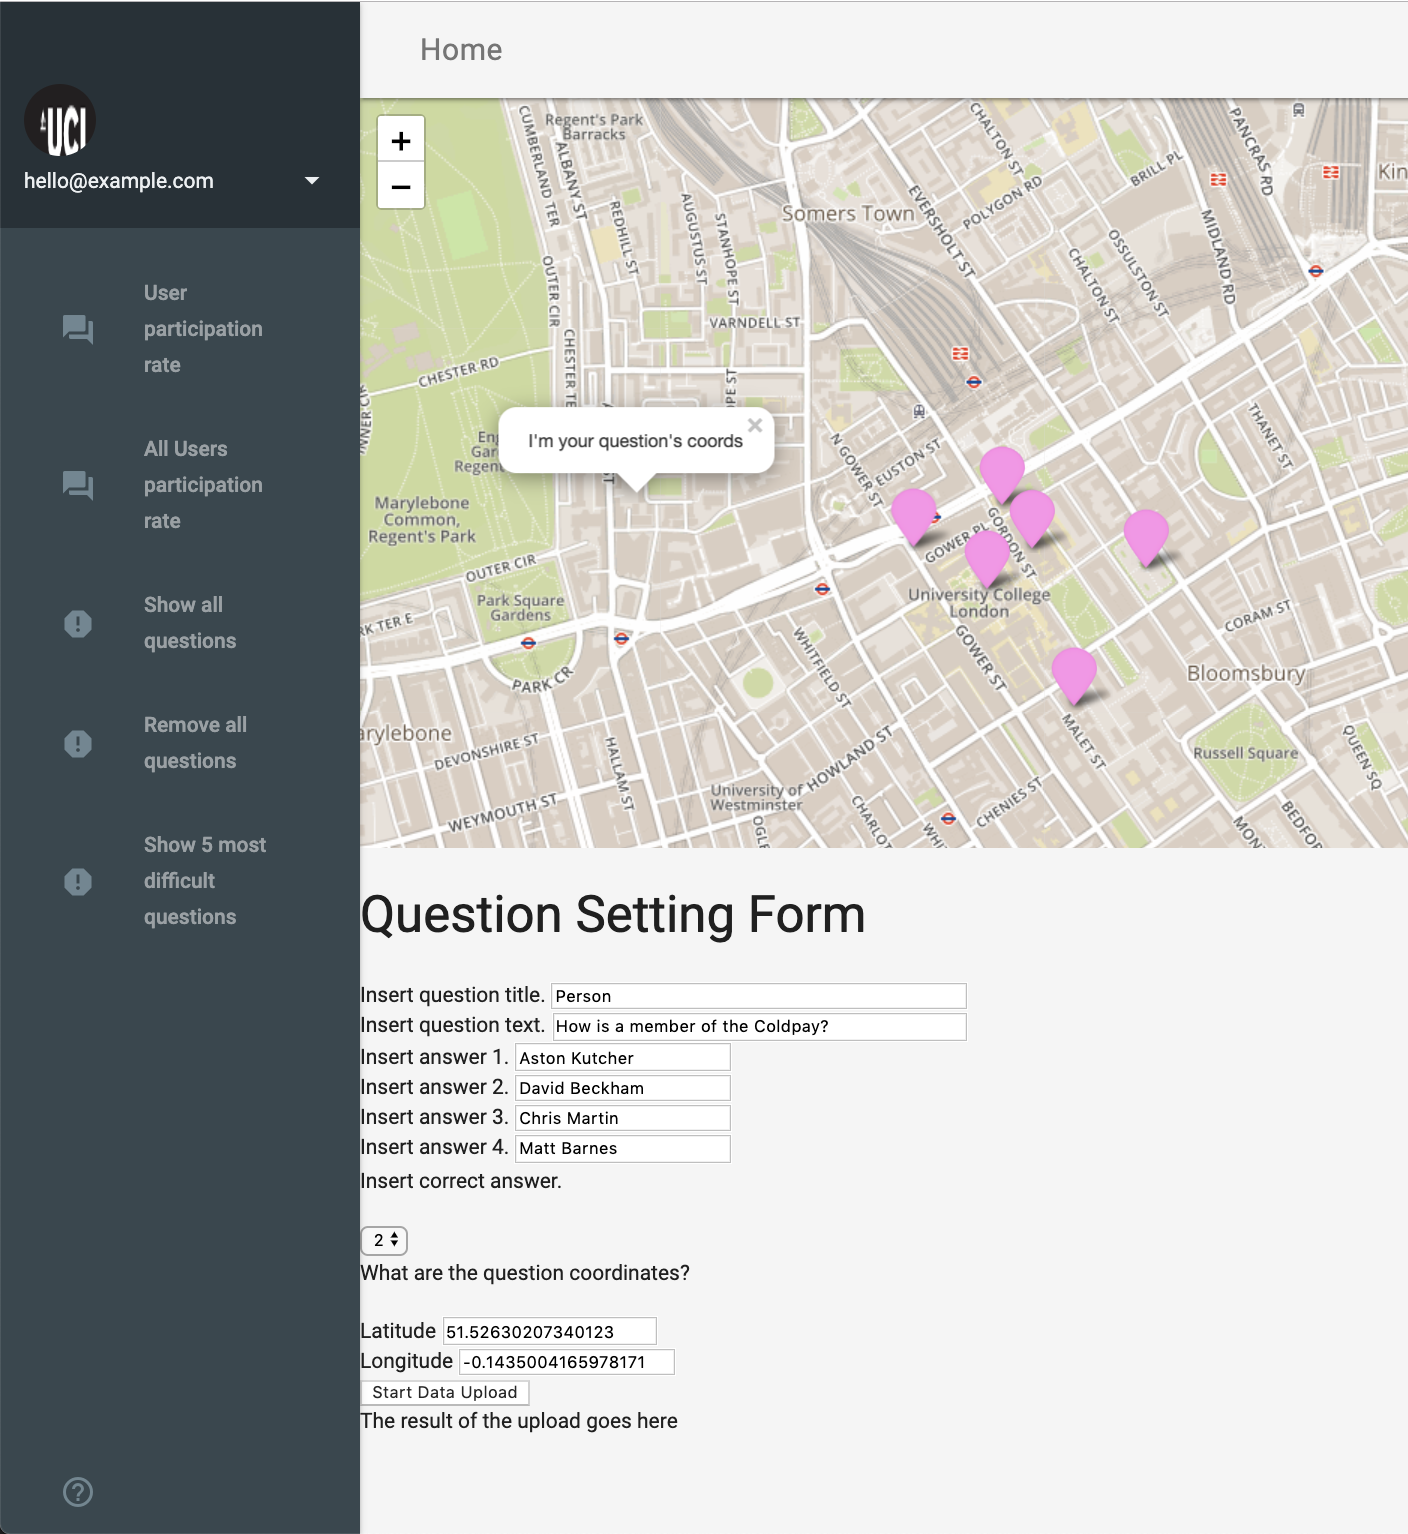 Home
UCI
hello@example.com
User
participation
rate
All Users
participation
rate
Show all
questions
Remove all
questions
Show 5 most
difficult
questions
+
−
Regent's Park
Barracks
CUMBERLAND TER
ALBANY ST
REDHILL ST
AUGUSTUS ST
STANHOPE ST
OUTER CIR
CHESTER TE
VARNDELL ST
CHESTER RD
Somers Town
EVERSHOLT ST
CHALTON ST
POLYGON RD
BRILL PL
PANCRAS RD
MIDLAND RD
OSSULSTON ST
CHALTON ST
Kin
NNER CIR
OPE ST
I'm your question's coords
×
Eng
Gar
Regent
ST
Marylebone
Common,
Regent's Park
OUTER CIR
Park Square
Gardens
RK TER E
PARK CR
N GOWER ST
EUSTON ST
GOWER PL
GORDON ST
THANET ST
University College
London
GOWER ST
CORAM ST
Bloomsbury
WHITFIELD ST
MALET ST
Russell Square
QUEEN SQ
arylebone
DEVONSHIRE ST
HALLAM ST
WEYMOUTH ST
University of
Westminster
HOWLAND ST
OGLE
CHARLO
WHI
CHENIES ST
MON
BEDFOR
Question Setting Form
Insert question title. Person
Insert question text. How is a member of the Coldpay?
Insert answer 1. Aston Kutcher
Insert answer 2. David Beckham
Insert answer 3. Chris Martin
Insert answer 4. Matt Barnes
Insert correct answer.
2
What are the question coordinates?
Latitude 51.52630207340123
Longitude -0.1435004165978171
Start Data Upload
The result of the upload goes here